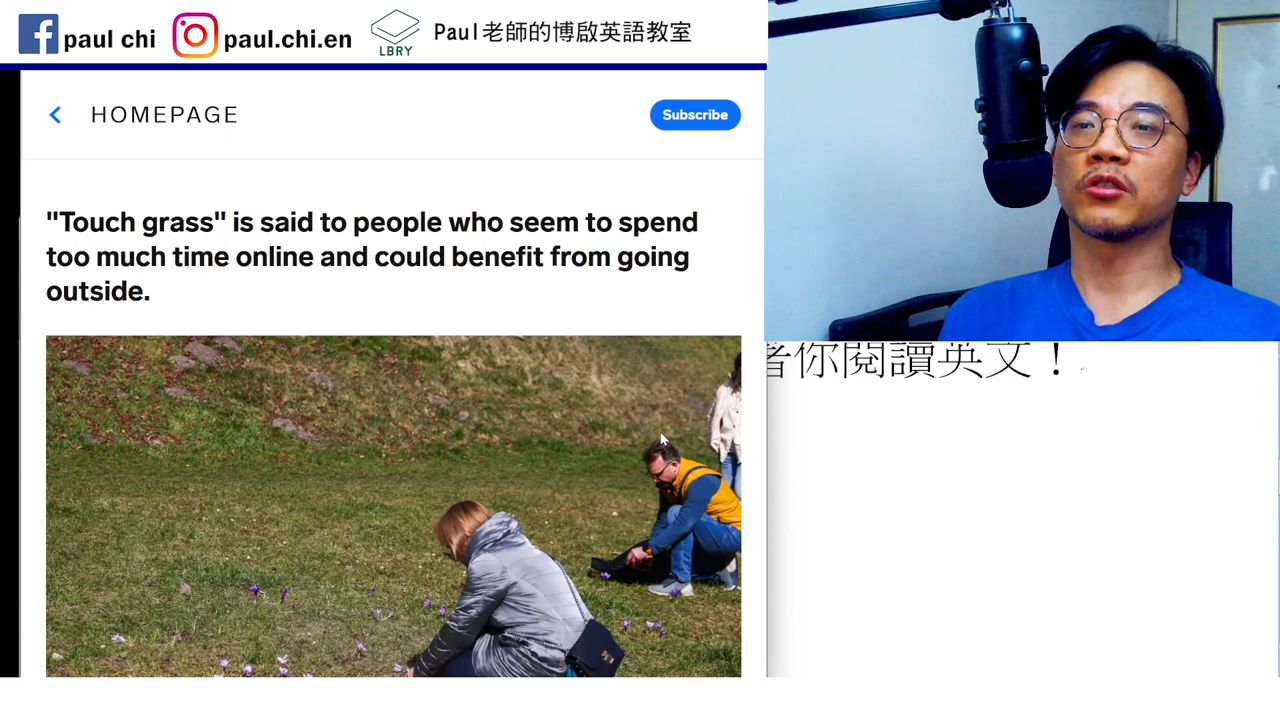 paul chi
paul.chi.en
LBRY
Paul老師的博啟英語教室
HOMEPAGE
Subscribe
"Touch grass" is said to people who seem to spend
too much time online and could benefit from going
outside.
你閱讀英文！